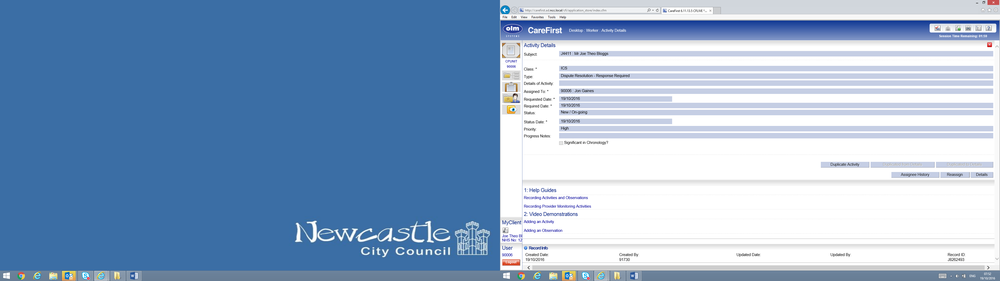 Newcastle
City Council
http://carefirst.ad.ncc.local/cfi/application_store/index.cfm
CareFirst 6.11.13.5 CFLIVE "...
File Edit View Favorites Tools Help
olm
SYSTEMS
CareFirst
Desktop : Worker : Activity Details
Session Time Remaining: 01:59
CPUNIT
90006
Activity Details
Subject: J4411 : Mr Joe Theo Bloggs
Class: * ICS
Type: Dispute Resolution - Response Required
Details of Activity:
Assigned To: * 90006 : Jon Gaines
Requested Date: * 19/10/2016
Required Date: * 19/10/2016
Status: New / On-going
Status Date: * 19/10/2016
Priority: High
Progress Notes:
Significant in Chronology?
Duplicate Activity Duplicated from Details Duplicated to Details
Assignee History Reassign Details
1: Help Guides
Recording Activities and Observations
Recording Provider Monitoring Activities
2: Video Demonstrations
Adding an Activity
Adding an Observation
MyClient
Joe Theo Bl
NHS No: 12
User
90006
Logout
Record Info
Created Date: Created By: Updated Date: Updated By: Record ID:
19/10/2016 91730 J8262493
ENG
07:52
19/10/2016